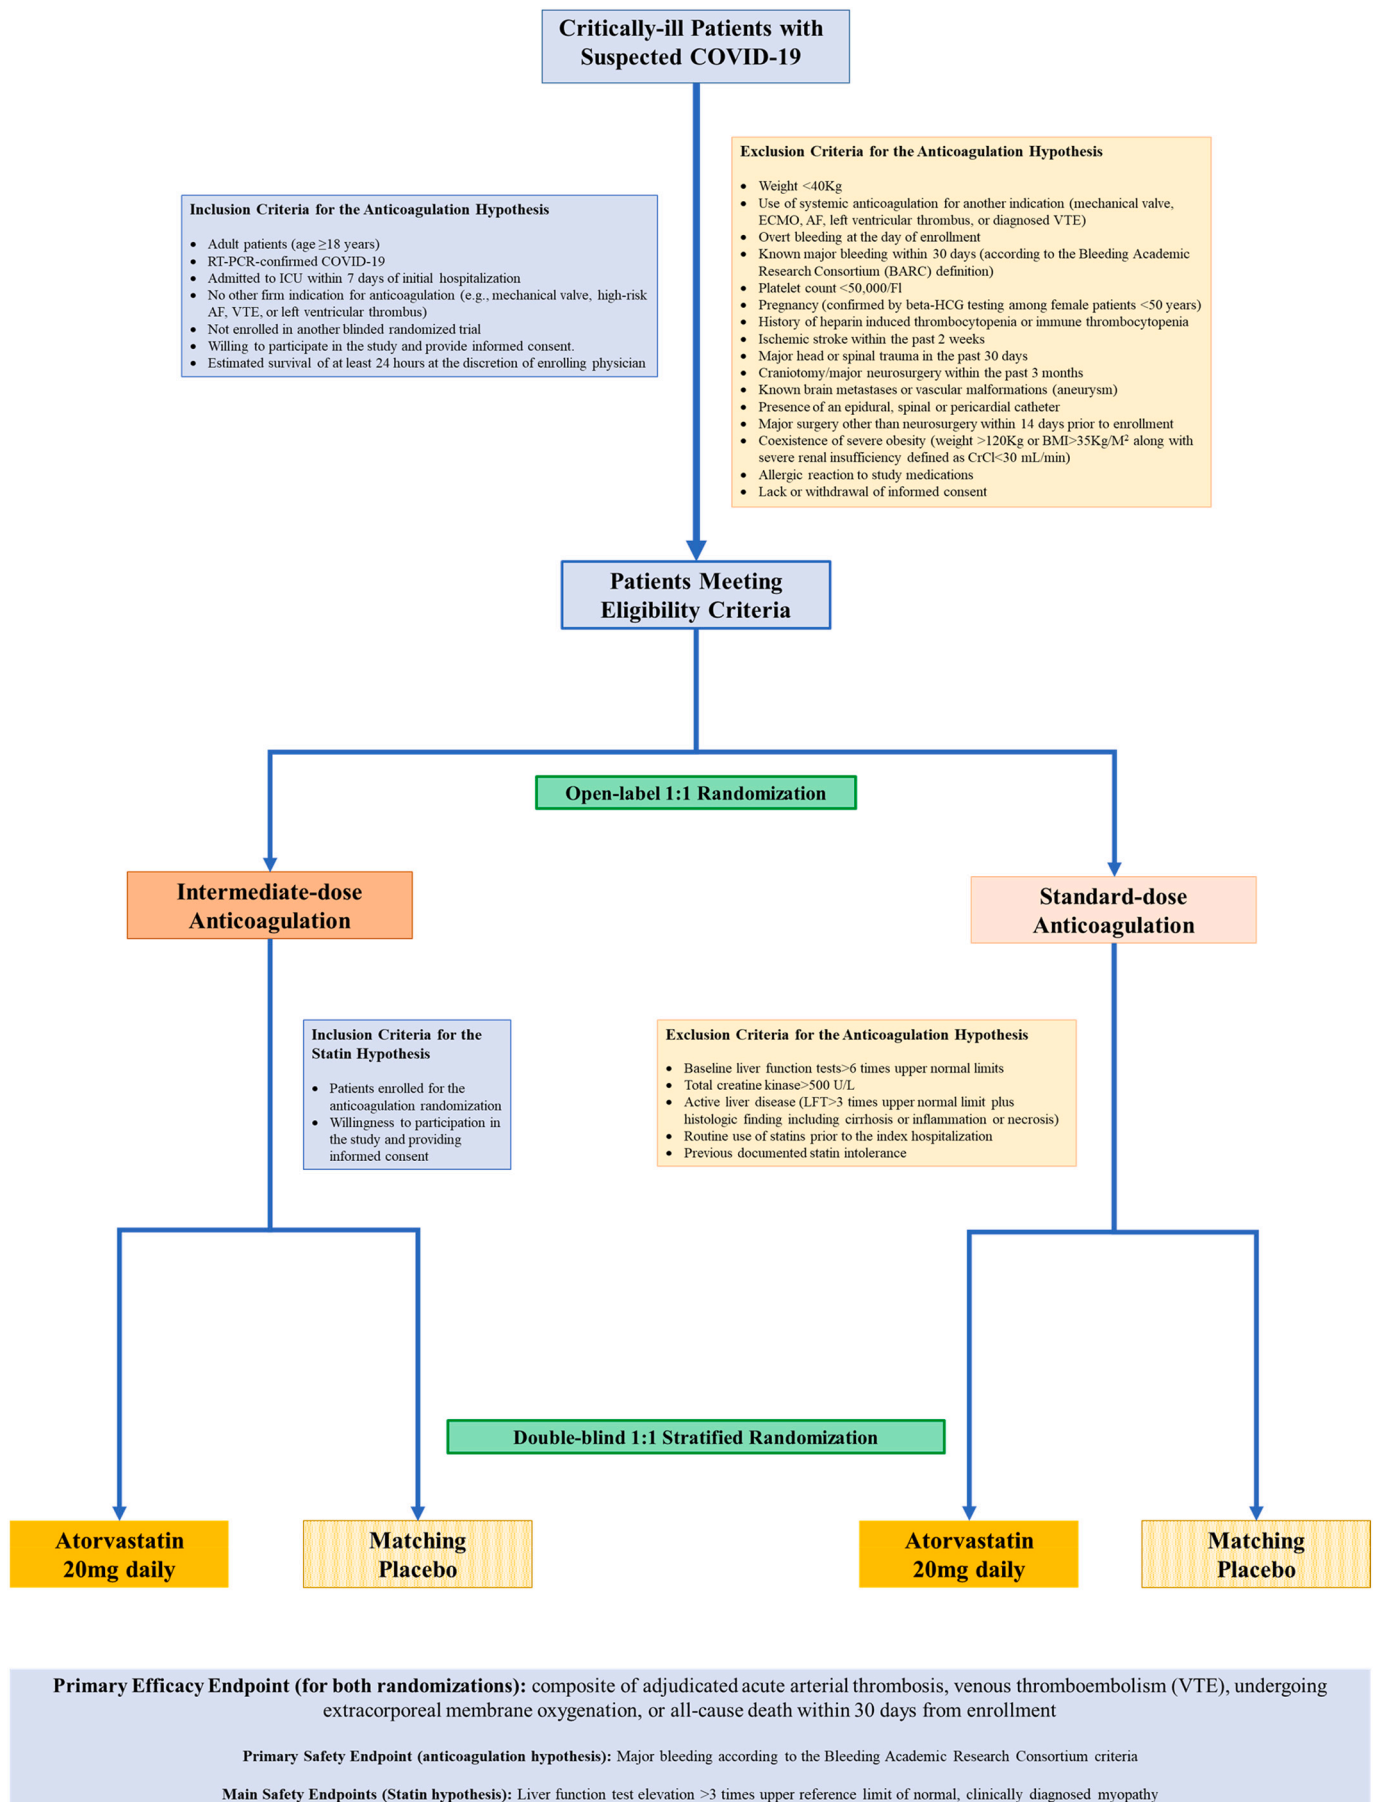 Critically-ill Patients with
Suspected COVID-19
Inclusion Criteria for the Anticoagulation Hypothesis
• Adult patients (age ≥18 years)
• RT-PCR-confirmed COVID-19
• Admitted to ICU within 7 days of initial hospitalization
• No other firm indication for anticoagulation (e.g., mechanical valve, high-risk
AF, VTE, or left ventricular thrombus)
• Not enrolled in another blinded randomized trial
• Willing to participate in the study and provide informed consent.
• Estimated survival of at least 24 hours at the discretion of enrolling physician
Exclusion Criteria for the Anticoagulation Hypothesis
• Weight <40Kg
• Use of systemic anticoagulation for another indication (mechanical valve,
ECMO, AF, left ventricular thrombus, or diagnosed VTE)
• Overt bleeding at the day of enrollment
• Known major bleeding within 30 days (according to the Bleeding Academic
Research Consortium (BARC) definition)
• Platelet count <50,000/Fl
• Pregnancy (confirmed by beta-HCG testing among female patients <50 years)
• History of heparin induced thrombocytopenia or immune thrombocytopenia
• Ischemic stroke within the past 2 weeks
• Major head or spinal trauma in the past 30 days
• Craniotomy/major neurosurgery within the past 3 months
• Known brain metastases or vascular malformations (aneurysm)
• Presence of an epidural, spinal or pericardial catheter
• Major surgery other than neurosurgery within 14 days prior to enrollment
• Coexistence of severe obesity (weight >120Kg or BMI>35Kg/M² along with
severe renal insufficiency defined as CrCl<30 mL/min)
• Allergic reaction to study medications
• Lack or withdrawal of informed consent
Patients Meeting
Eligibility Criteria
Open-label 1:1 Randomization
Intermediate-dose
Anticoagulation
Standard-dose
Anticoagulation
Inclusion Criteria for the
Statin Hypothesis
• Patients enrolled for the
anticoagulation randomization
• Willingness to participation in
the study and providing
informed consent
Exclusion Criteria for the Anticoagulation Hypothesis
• Baseline liver function tests>6 times upper normal limits
• Total creatine kinase>500 U/L
• Active liver disease (LFT>3 times upper normal limit plus
histologic finding including cirrhosis or inflammation or necrosis)
• Routine use of statins prior to the index hospitalization
• Previous documented statin intolerance
Double-blind 1:1 Stratified Randomization
Atorvastatin
20mg daily
Matching
Placebo
Atorvastatin
20mg daily
Matching
Placebo
Primary Efficacy Endpoint (for both randomizations): composite of adjudicated acute arterial thrombosis, venous thromboembolism (VTE), undergoing
extracorporeal membrane oxygenation, or all-cause death within 30 days from enrollment
Primary Safety Endpoint (anticoagulation hypothesis): Major bleeding according to the Bleeding Academic Research Consortium criteria
Main Safety Endpoints (Statin hypothesis): Liver function test elevation >3 times upper reference limit of normal, clinically diagnosed myopathy